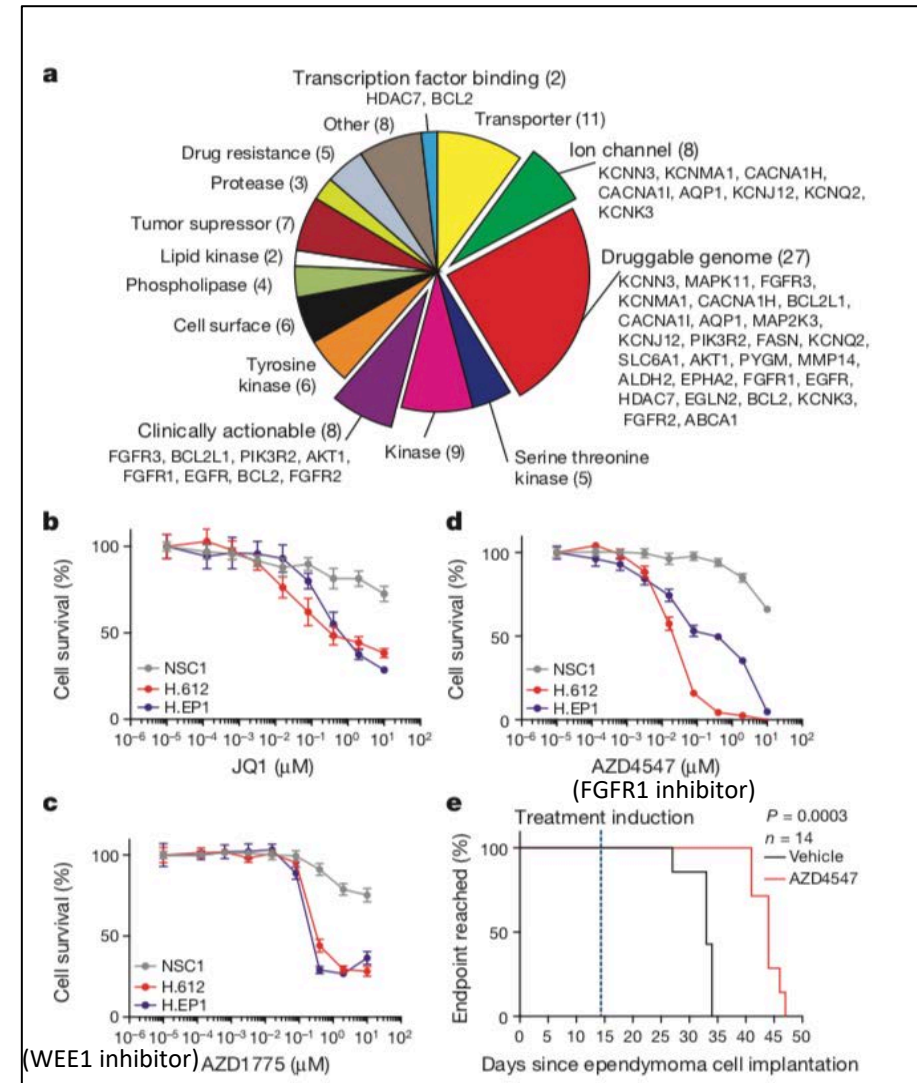 a
Transcription factor binding (2)
HDAC7, BCL2
Other (8)
Transporter (11)
Drug resistance (5)
Ion channel (8)
KCNN3, KCNMA1, CACNA1H,
CACNA1I, AQP1, KCNJ12, KCNQ2,
KCNK3
Protease (3)
Tumor supressor (7)
Lipid kinase (2)
Druggable genome (27)
KCNN3, MAPK11, FGFR3,
KCNMA1, CACNA1H, BCL2L1,
CACNA1I, AQP1, MAP2K3,
KCNJ12, PIK3R2, FASN, KCNQ2,
SLC6A1, AKT1, PYGM, MMP14,
ALDH2, EPHA2, FGFR1, EGFR,
HDAC7, EGLN2, BCL2, KCNK3,
FGFR2, ABCA1
Phospholipase (4)
Cell surface (6)
Tyrosine
kinase (6)
Clinically actionable (8)
FGFR3, BCL2L1, PIK3R2, AKT1,
FGFR1, EGFR, BCL2, FGFR2
Kinase (9)
Serine threonine
kinase (5)
b
Cell survival (%)
100
50
0
NSC1
H.612
H.EP1
10⁻⁶ 10⁻⁵ 10⁻⁴ 10⁻³ 10⁻² 10⁻¹ 10⁰ 10¹ 10²
JQ1 (μM)
d
Cell survival (%)
100
50
0
NSC1
H.612
H.EP1
10⁻⁶ 10⁻⁵ 10⁻⁴ 10⁻³ 10⁻² 10⁻¹ 10⁰ 10¹ 10²
AZD4547 (μM)
(FGFR1 inhibitor)
c
Cell survival (%)
100
50
0
NSC1
H.612
H.EP1
10⁻⁶ 10⁻⁵ 10⁻⁴ 10⁻³ 10⁻² 10⁻¹ 10⁰ 10¹ 10²
(WEE1 inhibitor) AZD1775 (μM)
e
Treatment induction
P = 0.0003
n = 14
Vehicle
AZD4547
Endpoint reached (%)
100
50
0
0 5 10 15 20 25 30 35 40 45 50
Days since ependymoma cell implantation